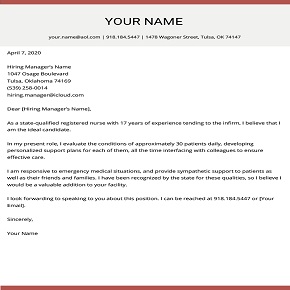 YOUR NAME
your.name@aol.com | 918.184.5447 | 1478 Wagoner Street, Tulsa, OK 74147
April 7, 2020
Hiring Manager's Name
1047 Osage Boulevard
Tulsa, Oklahoma 74169
(539) 258-0014
hiring.manager@icloud.com
Dear [Hiring Manager's Name],
As a state-qualified registered nurse with 17 years of experience tending to the infirm, I believe that I
am the ideal candidate.
In my present role, I evaluate the conditions of approximately 30 patients daily, developing
personalized support plans for each of them, all the time interfacing with colleagues to ensure
effective care.
I am responsive to emergency medical situations, and provide sympathetic support to patients as
well as their friends and families. I have been recognized by the state for these qualities, so I believe
I would be a valuable addition to your facility.
I look forward to speaking to you about this position. I can be reached at 918.184.5447 or [Your
Email].
Sincerely,
Your Name